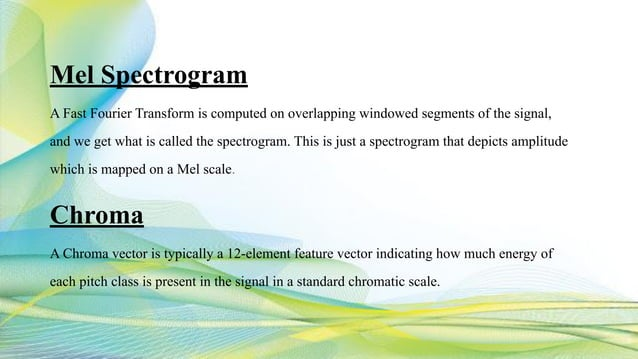 Mel Spectrogram
A Fast Fourier Transform is computed on overlapping windowed segments of the signal,
and we get what is called the spectrogram. This is just a spectrogram that depicts amplitude
which is mapped on a Mel scale.
Chroma
A Chroma vector is typically a 12-element feature vector indicating how much energy of
each pitch class is present in the signal in a standard chromatic scale.